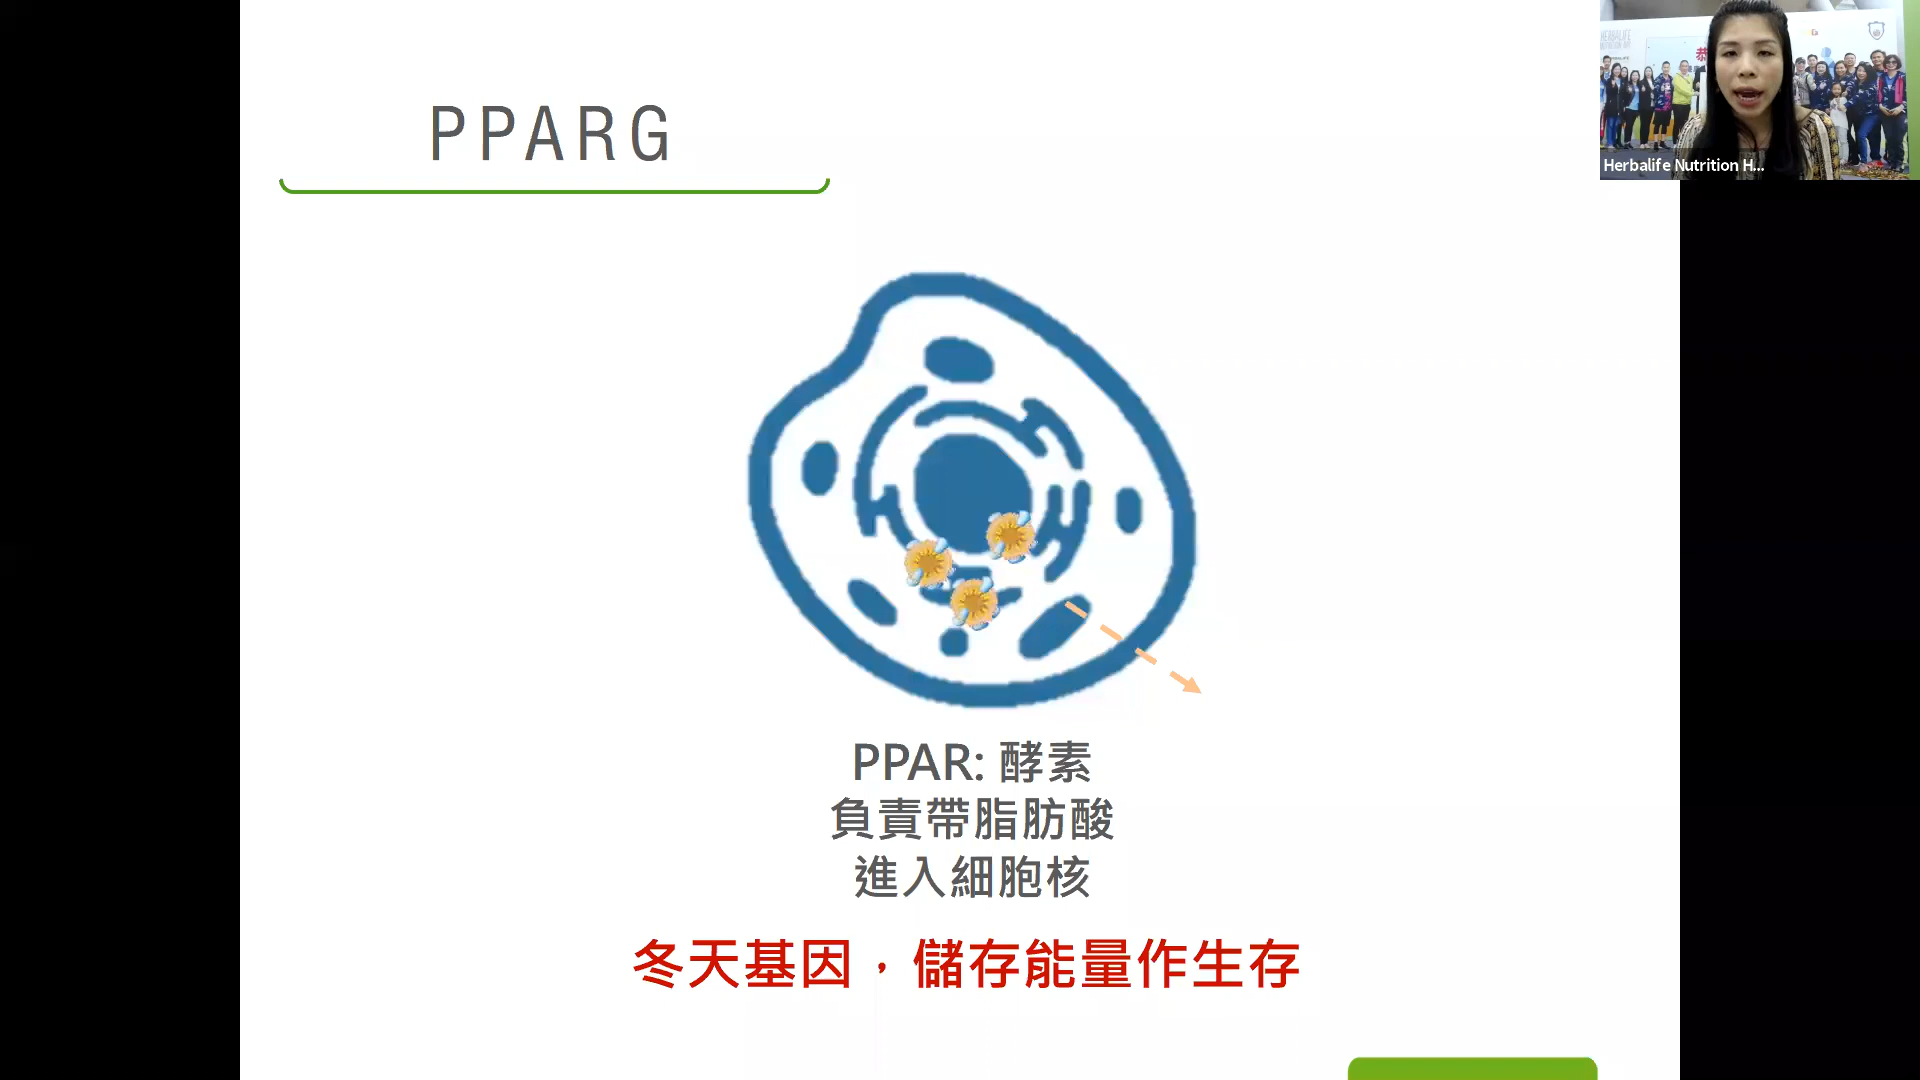 PPARG
Herbalife Nutrition H...
PPAR: 酵素
負責帶脂肪酸
進入細胞核
冬天基因，儲存能量作生存